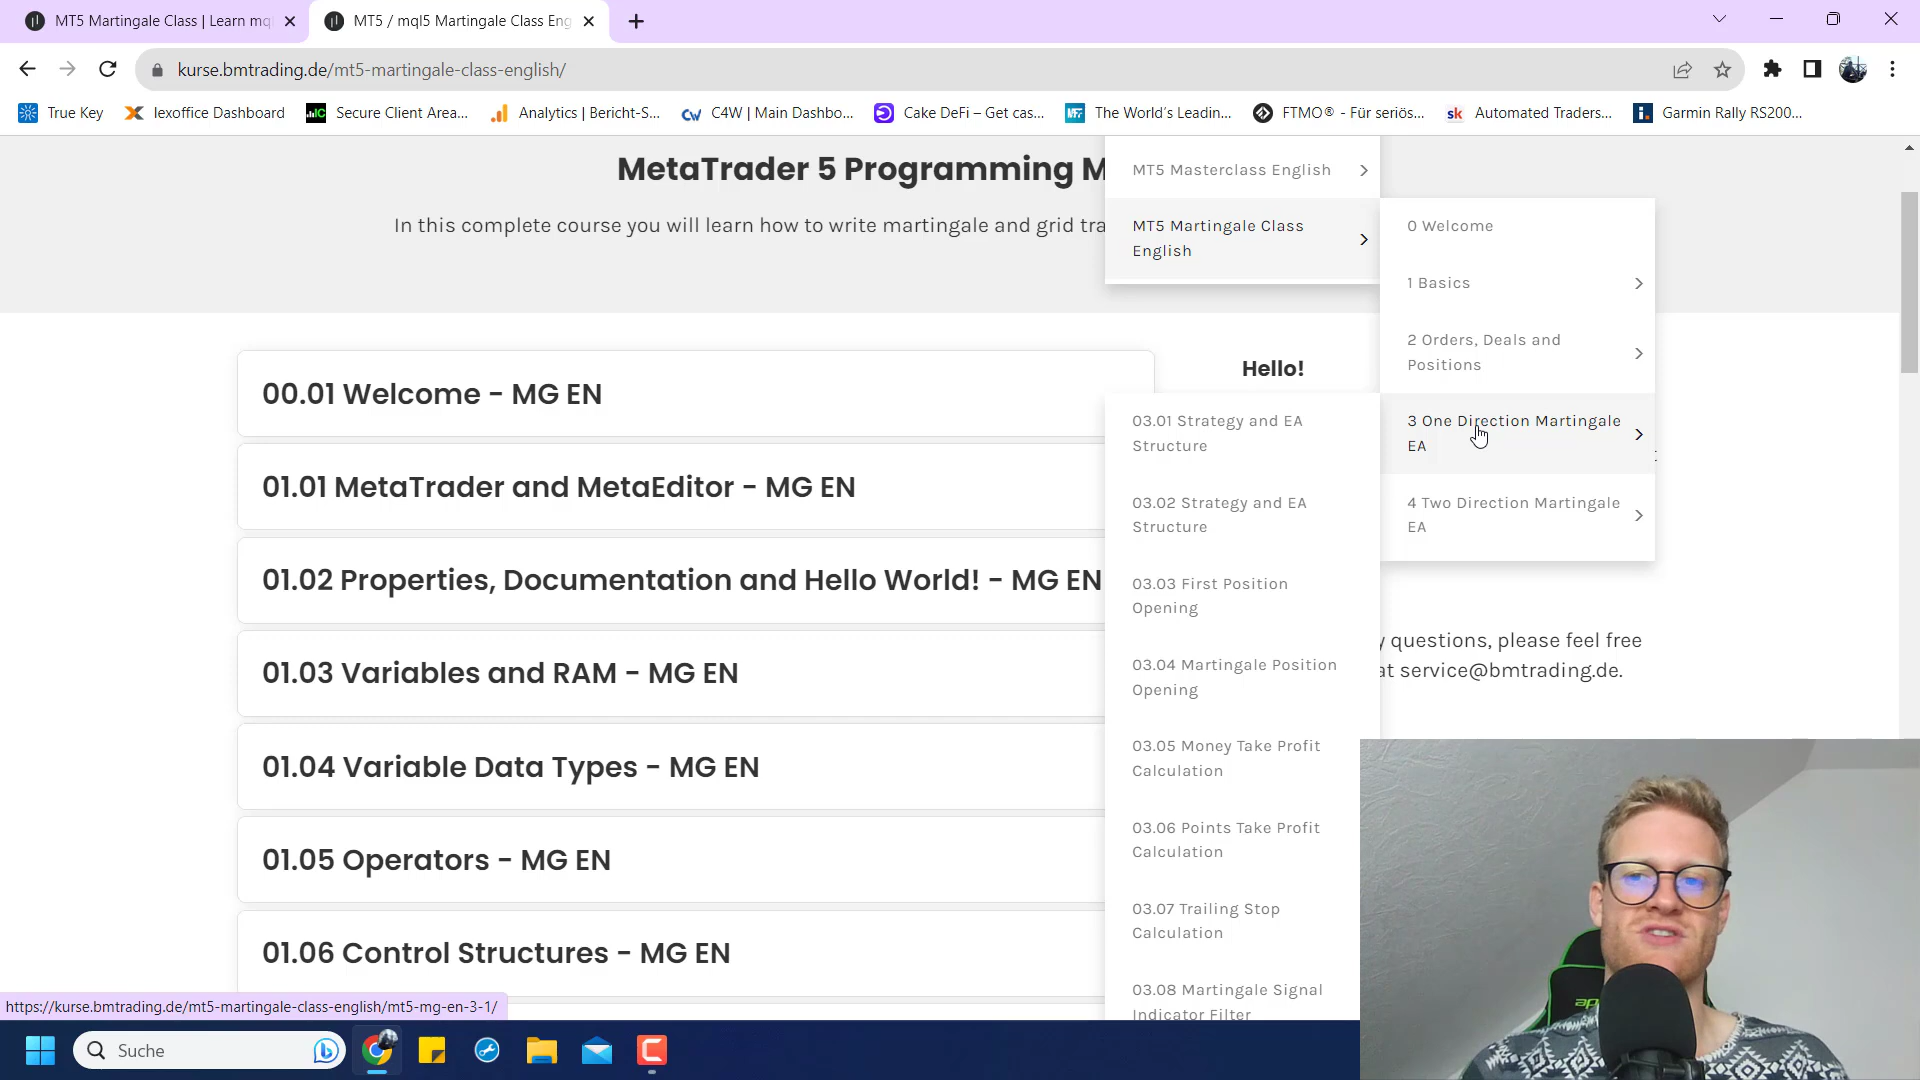 MT5 Martingale Class | Learn mq
MT5 / mql5 Martingale Class Eng
kurse.bmtrading.de/mt5-martingale-class-english/
True Key
lexoffice Dashboard
Secure Client Area...
Analytics | Bericht-S...
C4W | Main Dashbo...
Cake DeFi – Get cas...
The World's Leadin...
FTMO® - Für seriös...
Automated Traders...
Garmin Rally RS200...
MetaTrader 5 Programming M
In this complete course you will learn how to write martingale and grid tra
MT5 Masterclass English
MT5 Martingale Class
English
0 Welcome
1 Basics
2 Orders, Deals and
Positions
3 One Direction Martingale
EA
4 Two Direction Martingale
EA
03.01 Strategy and EA
Structure
03.02 Strategy and EA
Structure
03.03 First Position
Opening
03.04 Martingale Position
Opening
03.05 Money Take Profit
Calculation
03.06 Points Take Profit
Calculation
03.07 Trailing Stop
Calculation
03.08 Martingale Signal
Indicator Filter
Hello!
y questions, please feel free
at service@bmtrading.de.
00.01 Welcome - MG EN
01.01 MetaTrader and MetaEditor - MG EN
01.02 Properties, Documentation and Hello World! - MG EN
01.03 Variables and RAM - MG EN
01.04 Variable Data Types - MG EN
01.05 Operators - MG EN
01.06 Control Structures - MG EN
https://kurse.bmtrading.de/mt5-martingale-class-english/mt5-mg-en-3-1/
Suche